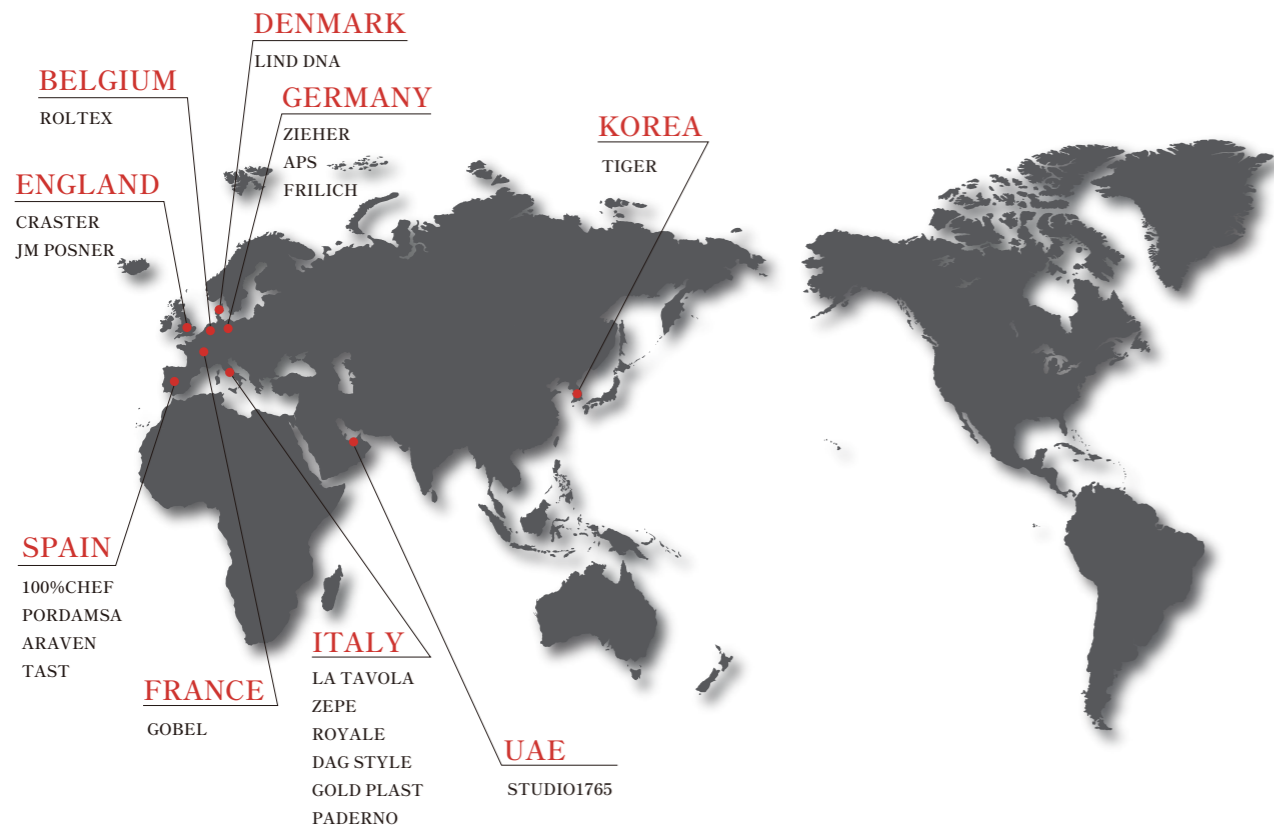 DENMARK
LIND DNA
BELGIUM
ROLTEX
GERMANY
ZIEHER
APS
FRILICH
KOREA
TIGER
ENGLAND
CRASTER
JM POSNER
SPAIN
100%CHEF
PORDAMSA
ARAVEN
TAST
FRANCE
GOBEL
ITALY
LA TAVOLA
ZEPE
ROYALE
DAG STYLE
GOLD PLAST
PADERNO
UAE
STUDIO1765